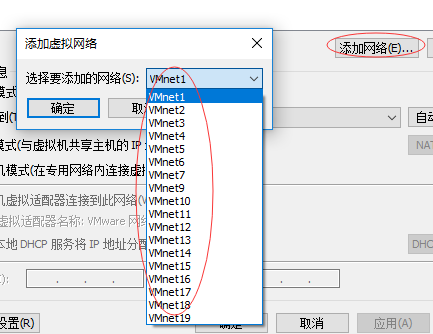 添加虚拟网络
添加网络(E)...
选择要添加的网络(S):
VMnet1
确定
VMnet1
VMnet2
VMnet3
VMnet4
VMnet5
VMnet6
VMnet7
VMnet9
VMnet10
VMnet11
VMnet12
VMnet13
VMnet14
VMnet15
VMnet16
VMnet17
VMnet18
VMnet19
息
模式
到(T
自动
模式(与虚拟机共享主机的 IP
NAT
机模式(在专用网络内连接虚拟
机虚拟适配器连接到此网络(V
虚拟适配器名称: VMware 网络
本地 DHCP 服务将 IP 地址分配
DHC
I):
设置(R)
确定
取消
应用(A)